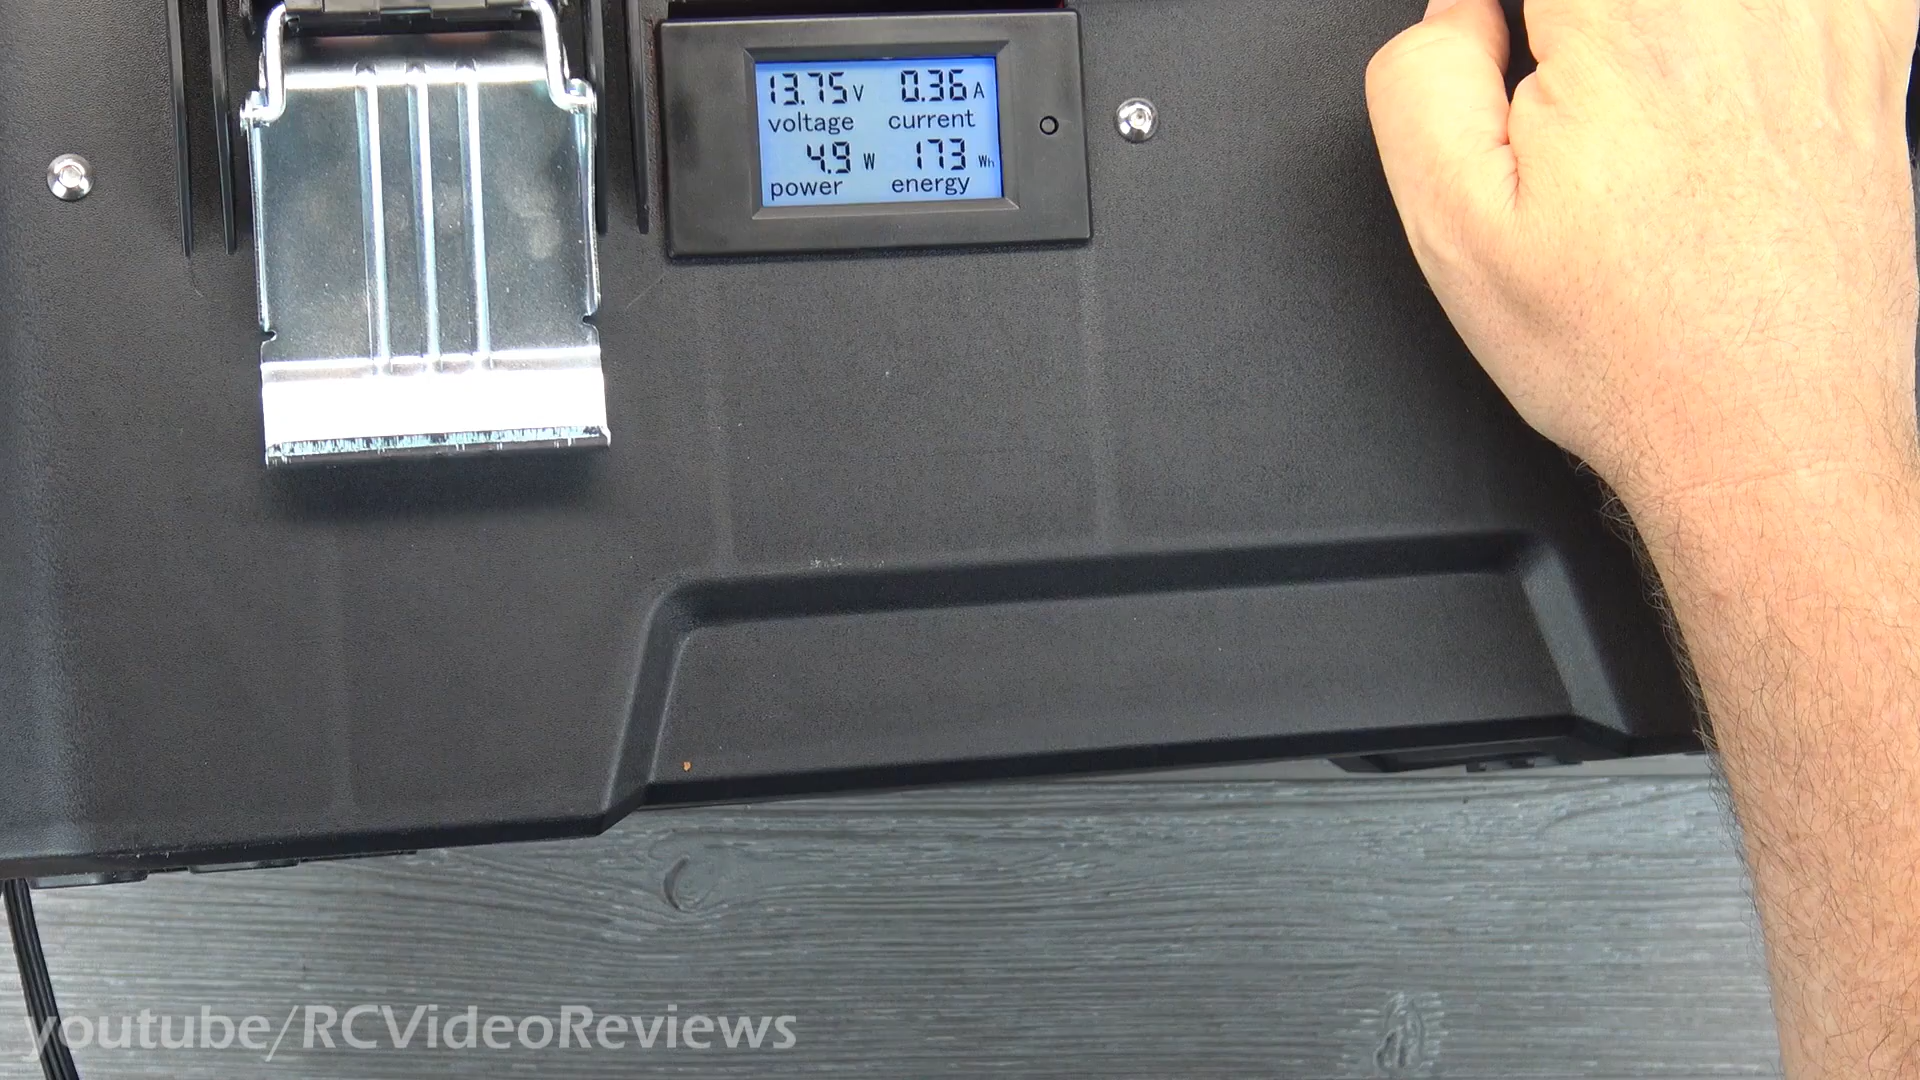 13.75 V 0.36 A
voltage current
4.9 W 173 Wh
power energy
youtube/RCVideoReviews